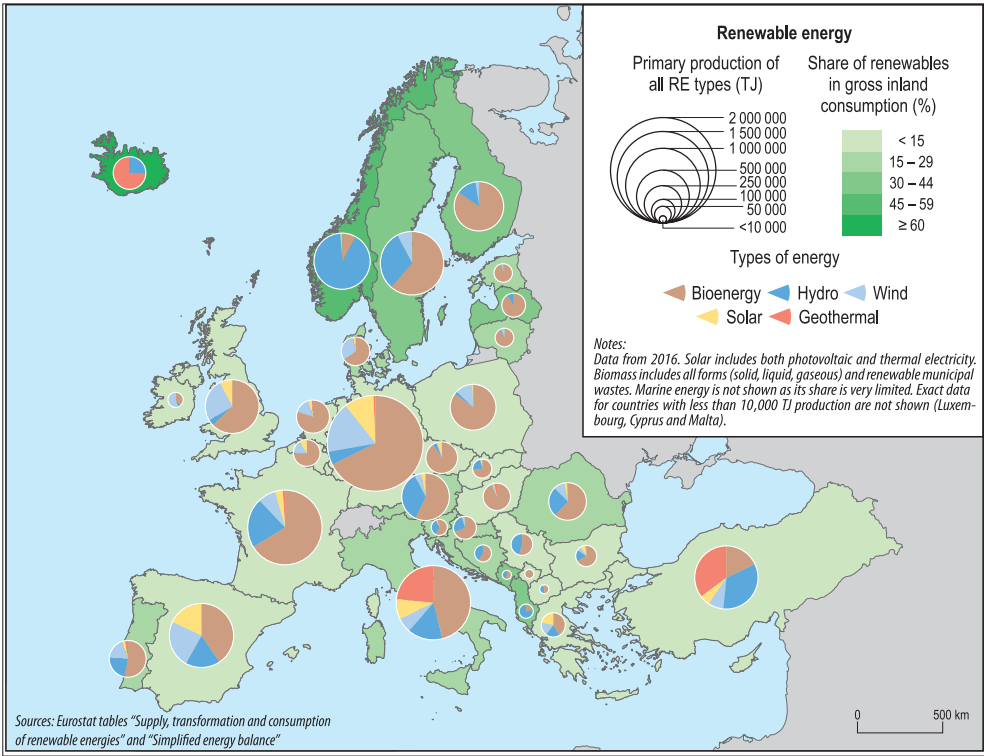 Renewable energy
Primary production of
all RE types (TJ)
2 000 000
1 500 000
1 000 000
500 000
250 000
100 000
50 000
<10 000
Share of renewables
in gross inland
consumption (%)
< 15
15 – 29
30 – 44
45 – 59
≥ 60
Types of energy
Bioenergy Hydro Wind
Solar Geothermal
Notes:
Data from 2016. Solar includes both photovoltaic and thermal electricity.
Biomass includes all forms (solid, liquid, gaseous) and renewable municipal
wastes. Marine energy is not shown as its share is very limited. Exact data
for countries with less than 10,000 TJ production are not shown (Luxem-
bourg, Cyprus and Malta).
Sources: Eurostat tables “Supply, transformation and consumption
of renewable energies” and “Simplified energy balance”
0 500 km